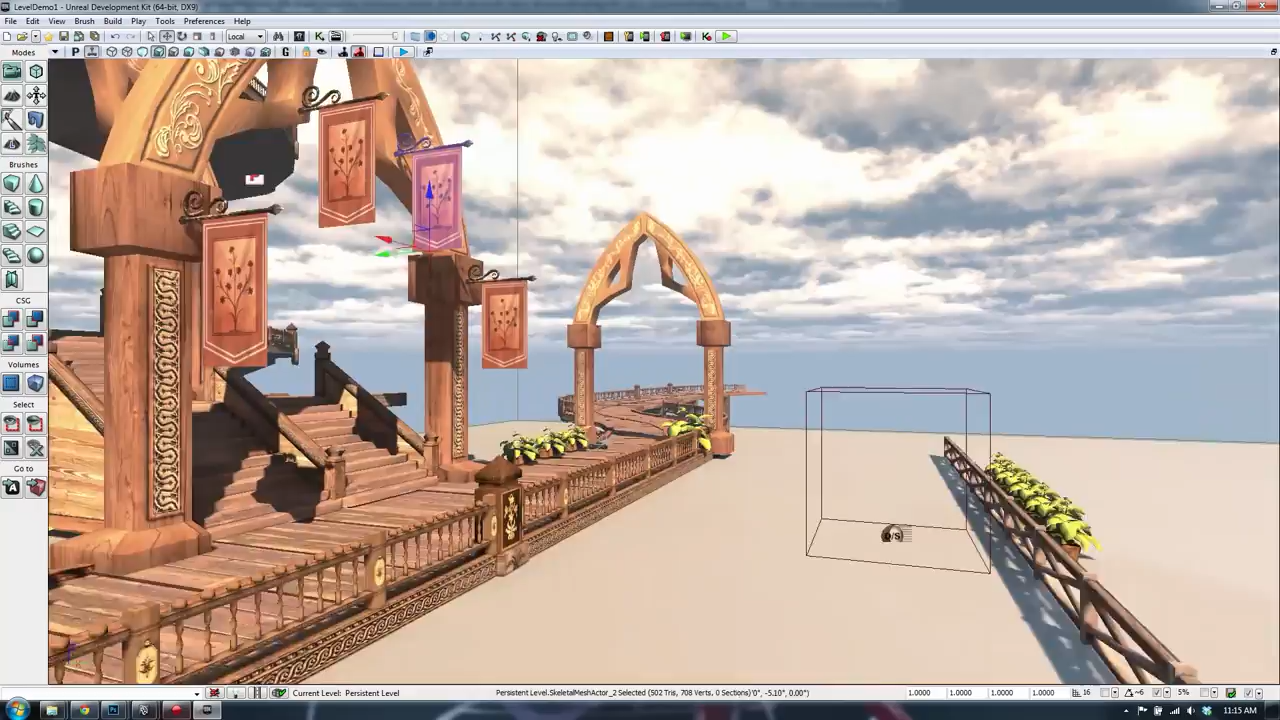 LevelDemo1 - Unreal Development Kit (64-bit, DX9)
File Edit View Brush Build Play Tools Preferences Help
Local
Modes
P G
Brushes
CSG
Volumes
Select
Go to
D/S
Current Level: Persistent Level
Persistent Level.SkeletalMeshActor_2 Selected (502 Tris, 708 Verts, 0 Sections)'0", -5.10", 0.00")
1.0000 1.0000 1.0000 1.0000 16 ~6 5%
11:15 AM